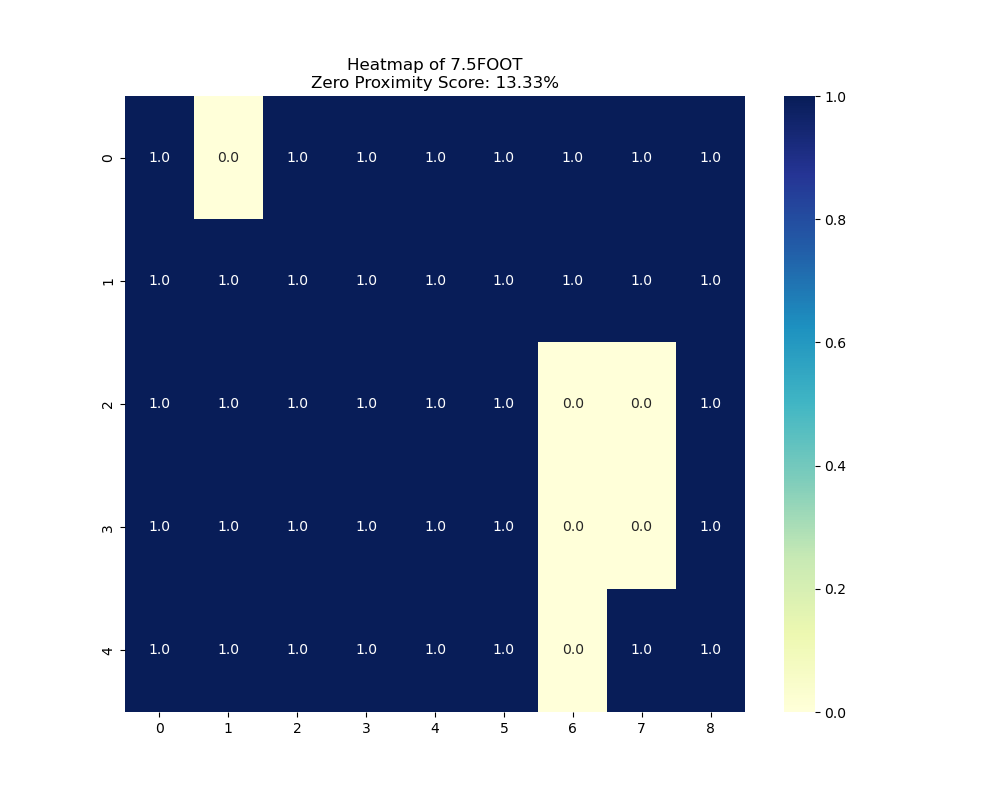 Heatmap of 7.5FOOT
Zero Proximity Score: 13.33%
0 1.0 0.0 1.0 1.0 1.0 1.0 1.0 1.0 1.0
1 1.0 1.0 1.0 1.0 1.0 1.0 1.0 1.0 1.0
2 1.0 1.0 1.0 1.0 1.0 1.0 0.0 0.0 1.0
3 1.0 1.0 1.0 1.0 1.0 1.0 0.0 0.0 1.0
4 1.0 1.0 1.0 1.0 1.0 1.0 0.0 1.0 1.0
0 1 2 3 4 5 6 7 8
1.0
0.8
0.6
0.4
0.2
0.0